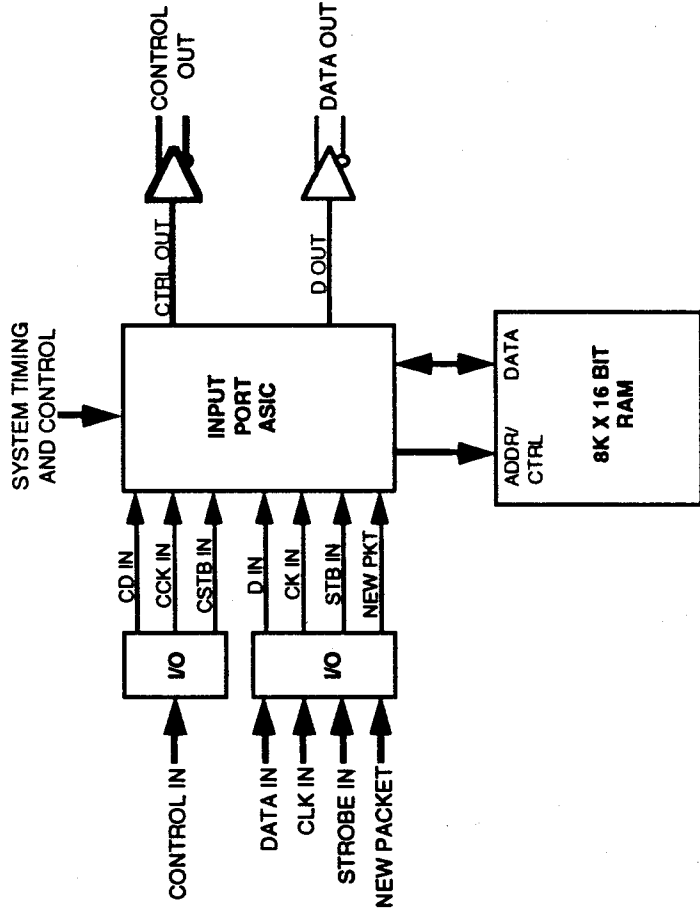 SYSTEM TIMING
AND CONTROL
CONTROL IN
I/O
CD IN
CCK IN
CSTB IN
DATA IN
CLK IN
STROBE IN
NEW PACKET
I/O
D IN
CK IN
STB IN
NEW PKT
INPUT
PORT
ASIC
CTRL OUT
CONTROL
OUT
D OUT
DATA OUT
ADDR/
CTRL
DATA
8K X 16 BIT
RAM